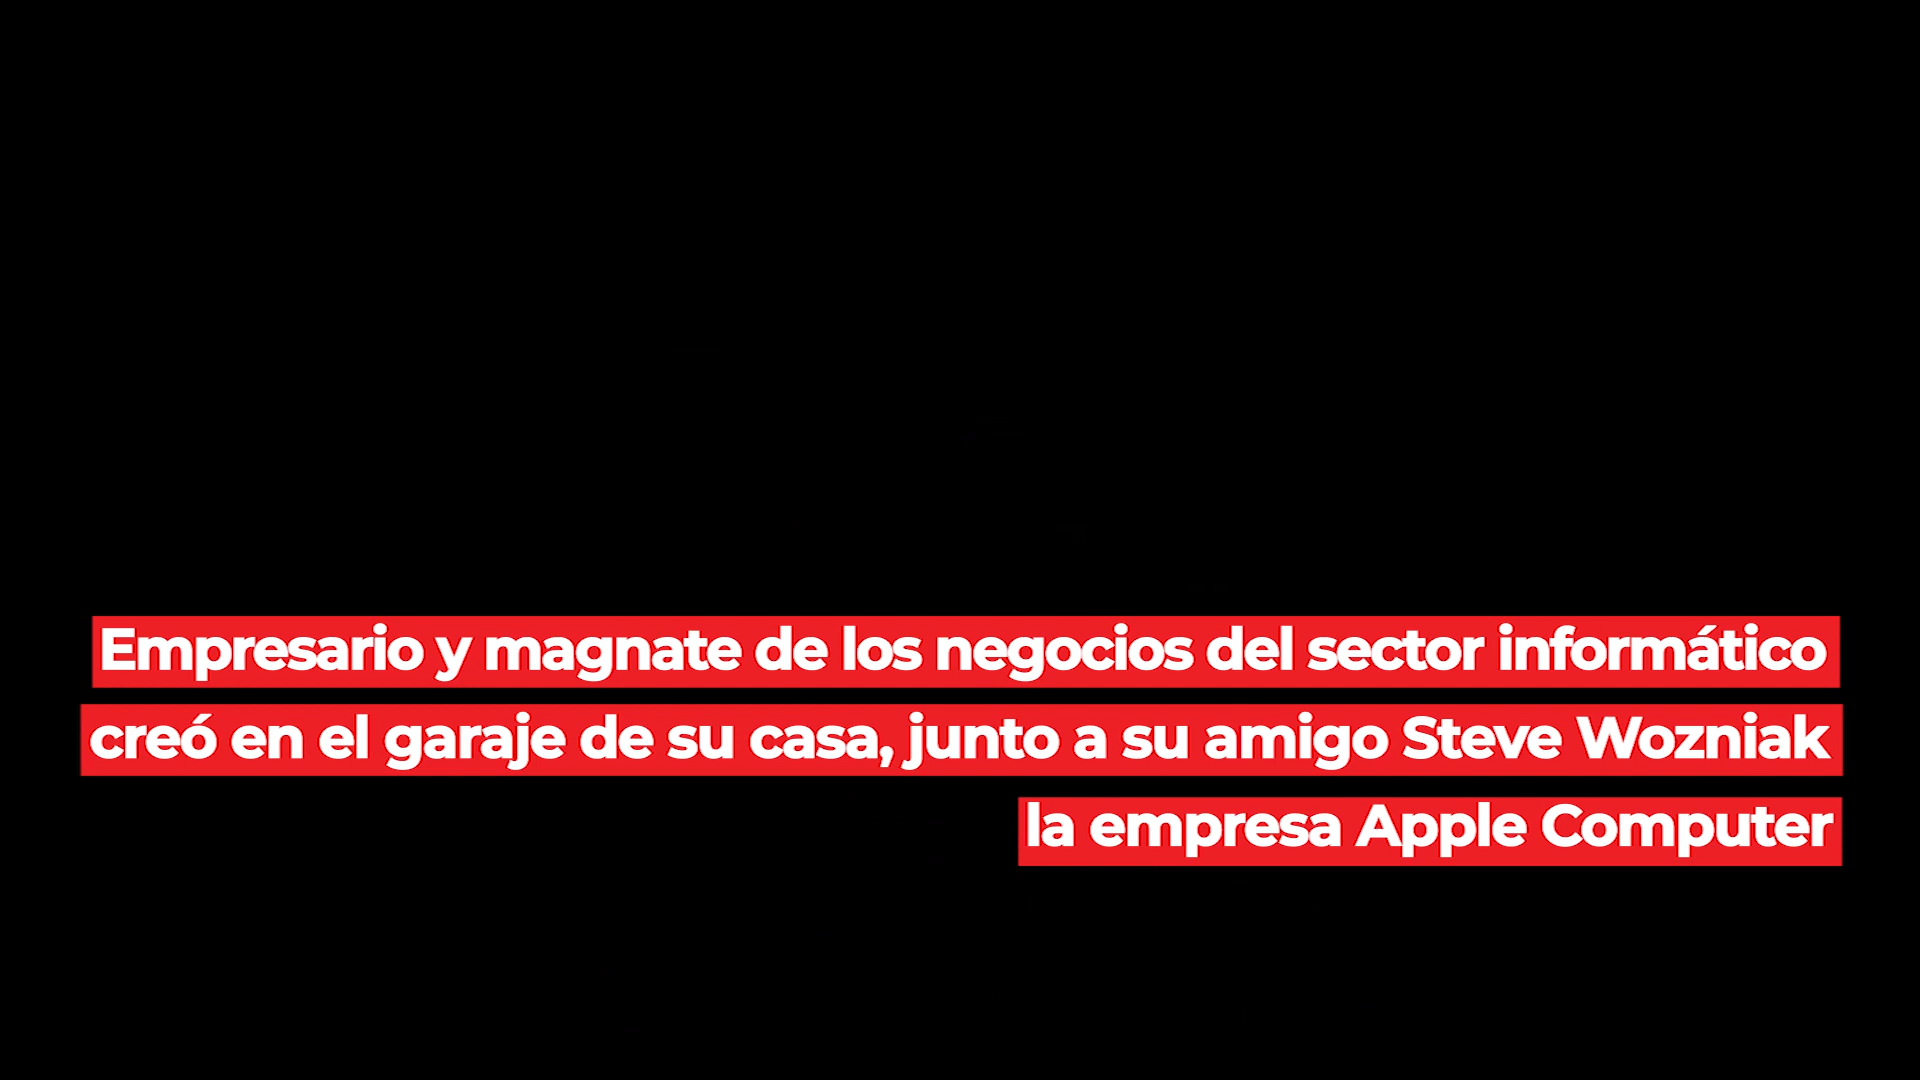 Empresario y magnate de los negocios del sector informático
creó en el garaje de su casa, junto a su amigo Steve Wozniak
la empresa Apple Computer